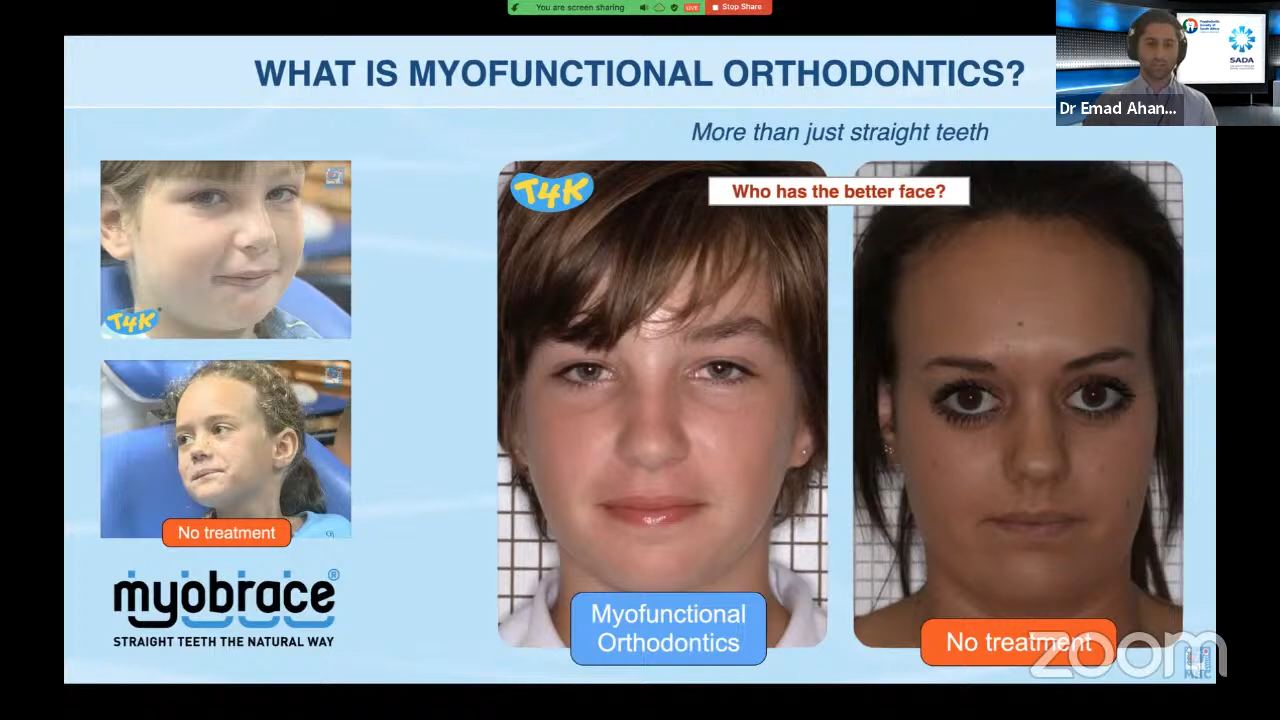 You are screen sharing
LIVE
Stop Share
WHAT IS MYOFUNCTIONAL ORTHODONTICS?
SADA
Dr Emad Ahan...
More than just straight teeth
T4K
Who has the better face?
T4K
No treatment
myobrace®
STRAIGHT TEETH THE NATURAL WAY
Myofunctional
Orthodontics
No treatment
zoom